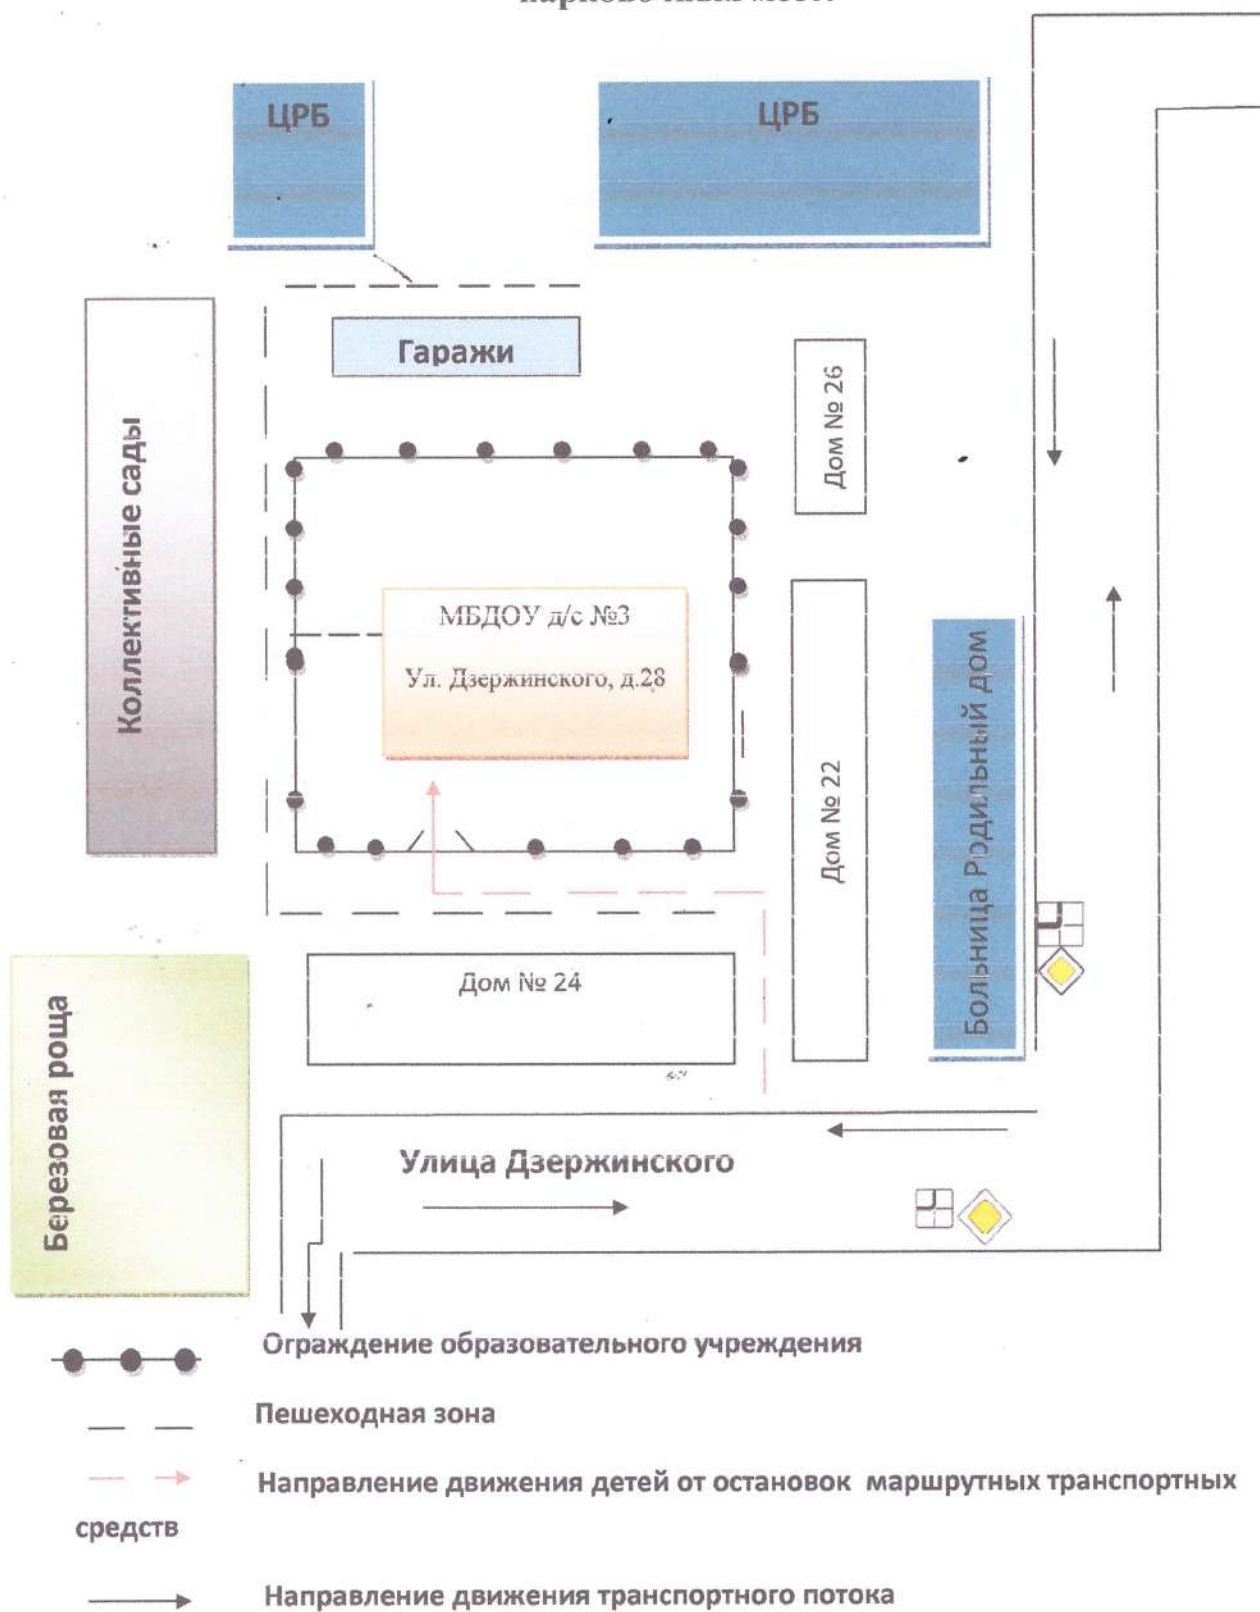 ЦРБ
ЦРБ
Гаражи
Дом № 26
Коллективные сады
МБДОУ д/с №3
Ул. Дзержинского, д.28
Дом № 22
Больница Родильный дом
Дом № 24
Березовая роща
Улица Дзержинского
Ограждение образовательного учреждения
Пешеходная зона
Направление движения детей от остановок маршрутных транспортных
средств
Направление движения транспортного потока